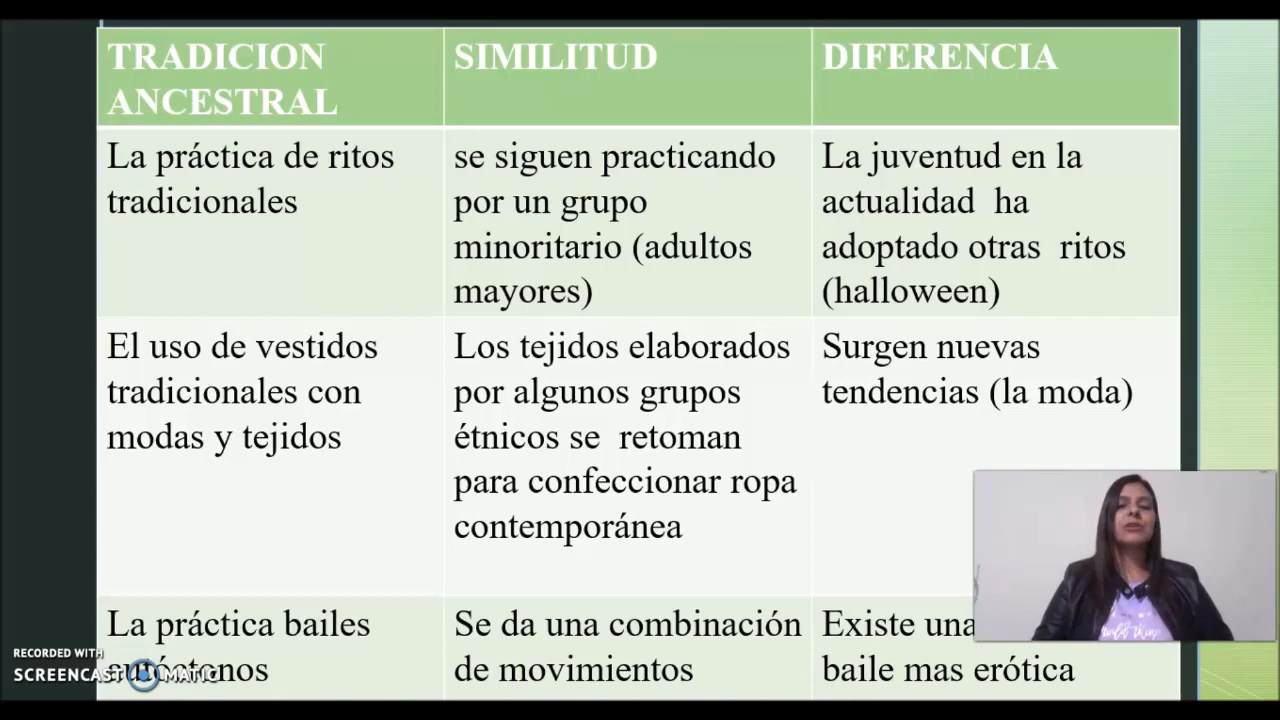 TRADICION
ANCESTRAL
SIMILITUD
DIFERENCIA
La práctica de ritos
tradicionales
se siguen practicando
por un grupo
minoritario (adultos
mayores)
La juventud en la
actualidad ha
adoptado otras ritos
(halloween)
El uso de vestidos
tradicionales con
modas y tejidos
Los tejidos elaborados
por algunos grupos
étnicos se retoman
para confeccionar ropa
contemporánea
Surgen nuevas
tendencias (la moda)
La práctica bailes
autóctonos
Se da una combinación
de movimientos
Existe una
baile mas erótica
RECORDED WITH
SCREENCAST MATIC